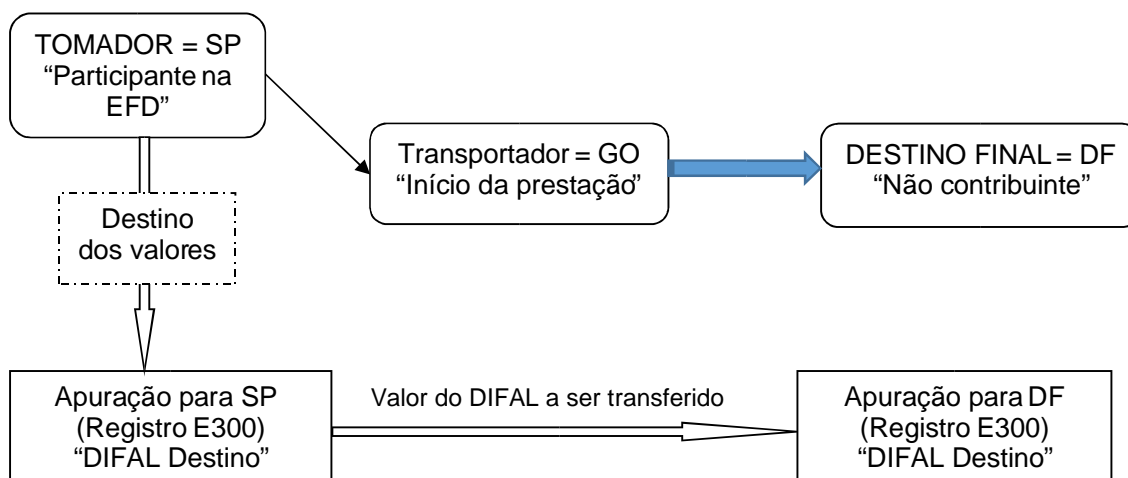 TOMADOR = SP
“Participante na
EFD”
Transportador = GO
“Início da prestação”
DESTINO FINAL = DF
“Não contribuinte”
Destino
dos valores
Apuração para SP
(Registro E300)
“DIFAL Destino”
Valor do DIFAL a ser transferido
Apuração para DF
(Registro E300)
“DIFAL Destino”